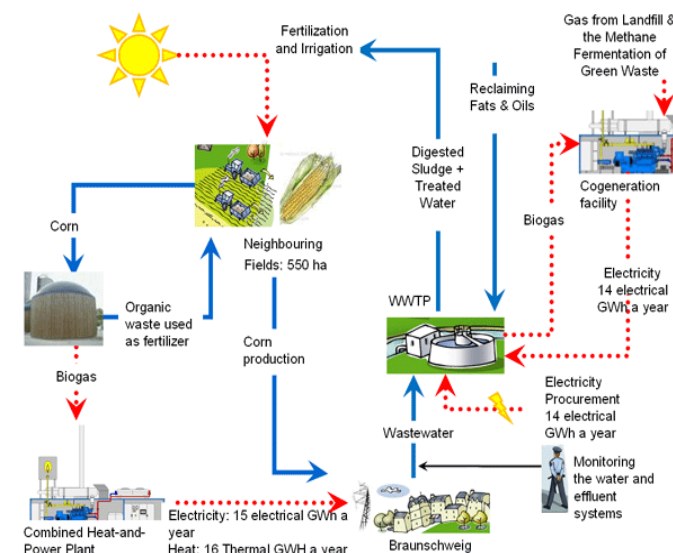 Fertilization
and Irrigation
Gas from Landfill &
the Methane
Fermentation of
Green Waste
Reclaiming
Fats & Oils
Digested
Sludge +
Treated
Water
Cogeneration
facility
Corn
Biogas
Neighbouring
Fields: 550 ha
Electricity
14 electrical
GWh a year
WWTP
Organic
waste used
as fertilizer
Corn
production
Biogas
Electricity
Procurement
14 electrical
GWh a year
Wastewater
Monitoring
the water and
effluent
systems
Electricity: 15 electrical GWh a
year
Heat: 16 Thermal GWH a year
Combined Heat-and-
Power Plant
Braunschweig